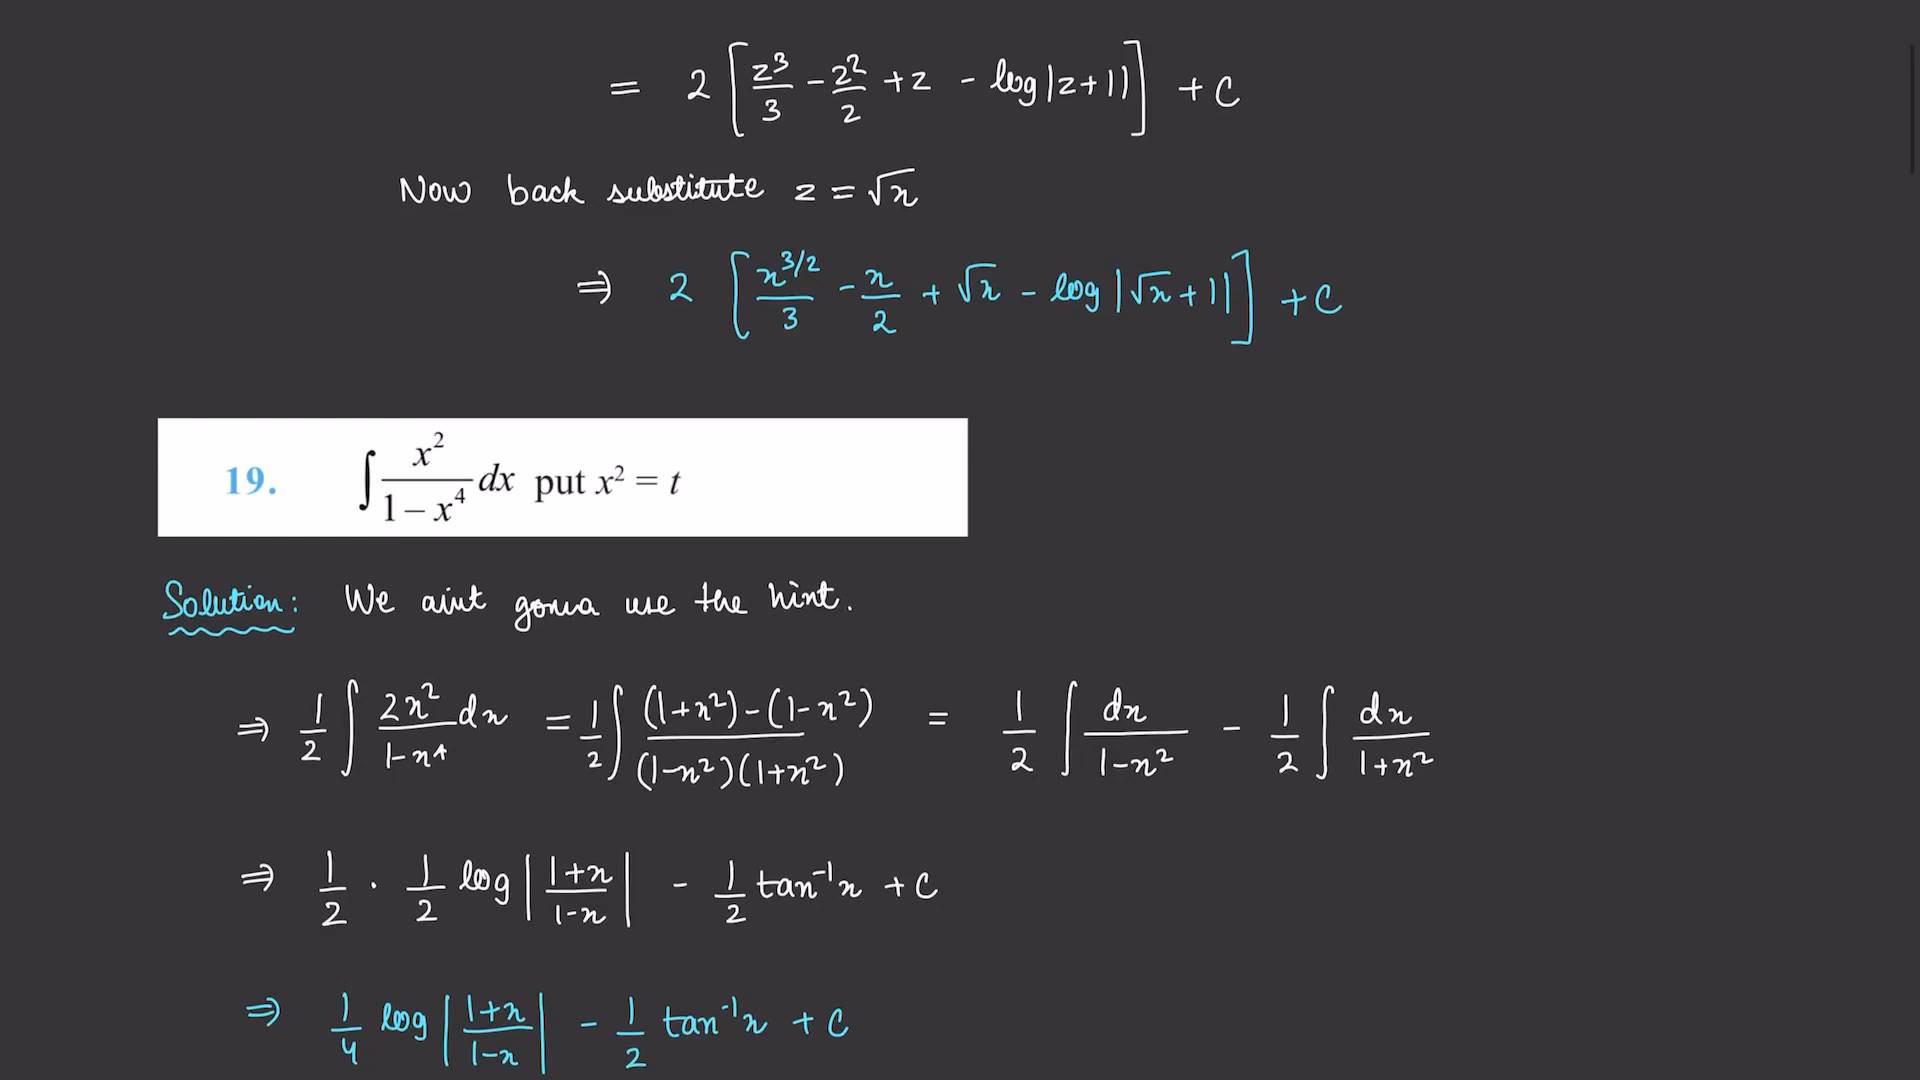 = 2 [z³/3 - z²/2 + z - log|z+1|] + C
Now back substitute z = √x
⇒ 2 [x^(3/2)/3 - x/2 + √x - log|√x+1|] + C
19. ∫ x²/(1-x⁴) dx put x² = t
Solution: We aint gonna use the hint.
⇒ 1/2 ∫ 2x²/(1-x⁴) dx = 1/2 ∫ ((1+x²)-(1-x²))/((1-x²)(1+x²)) = 1/2 ∫ dx/(1-x²) - 1/2 ∫ dx/(1+x²)
⇒ 1/2 · 1/2 log|(1+x)/(1-x)| - 1/2 tan⁻¹x + C
⇒ 1/4 log|(1+x)/(1-x)| - 1/2 tan⁻¹x + C